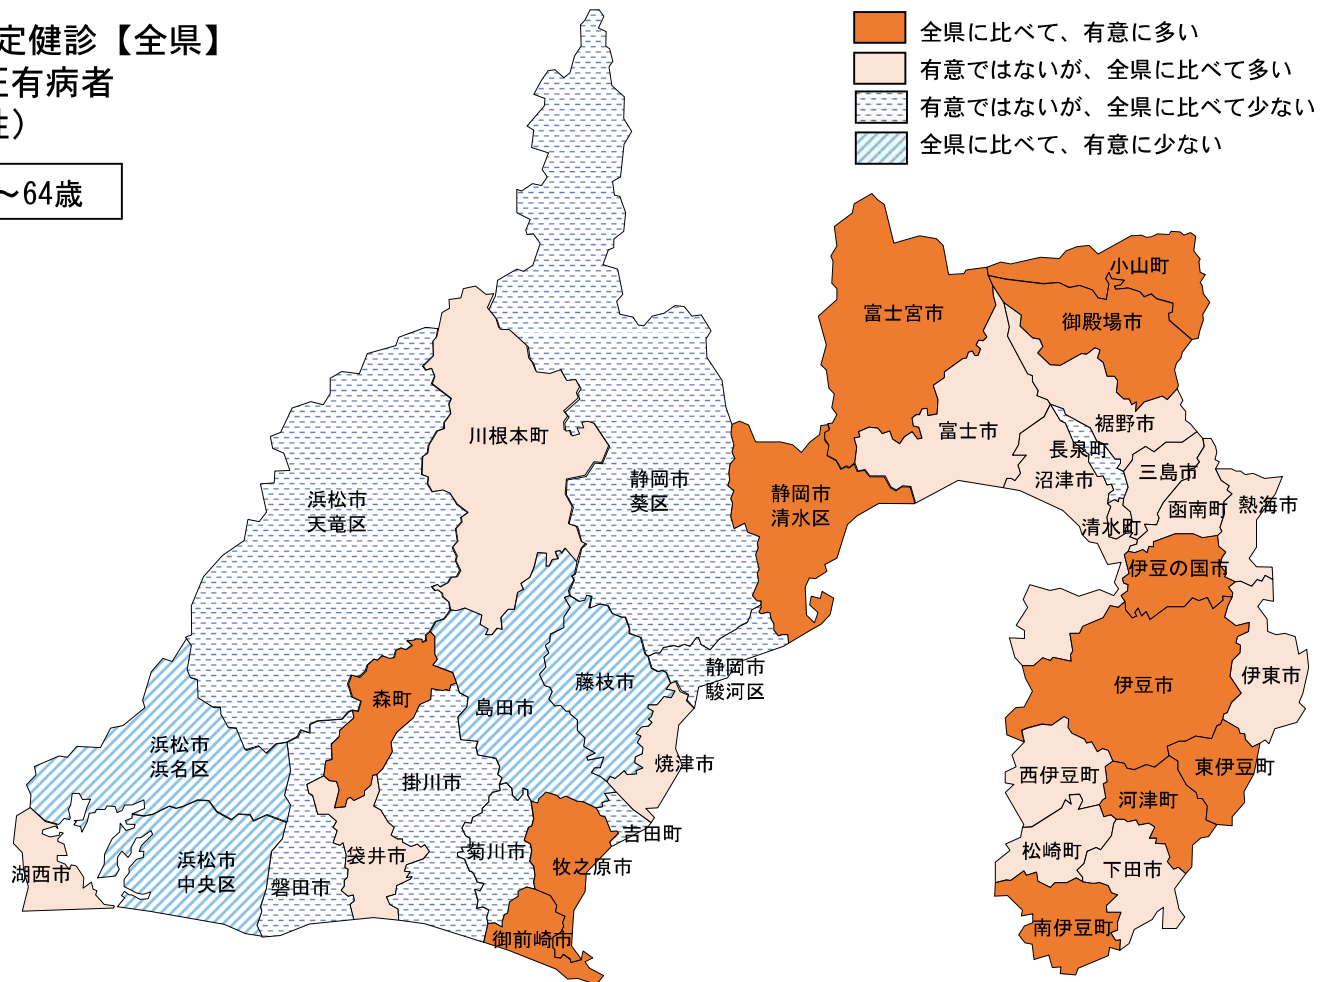 定健診【全県】
有病者
性）
～64歳
全県に比べて、有意に多い
有意ではないが、全県に比べて多い
有意ではないが、全県に比べて少ない
全県に比べて、有意に少ない
小山町
富士宮市
御殿場市
裾野市
富士市
川根本町
長泉町
三島市
沼津市
静岡市
葵区
静岡市
清水区
浜松市
天竜区
函南町
熱海市
清水町
伊豆の国市
静岡市
駿河区
藤枝市
伊東市
伊豆市
森町
島田市
浜松市
浜名区
焼津市
東伊豆町
西伊豆町
掛川市
河津町
吉田町
松崎町
菊川市
袋井市
浜松市
中央区
牧之原市
下田市
湖西市
磐田市
南伊豆町
御前崎市